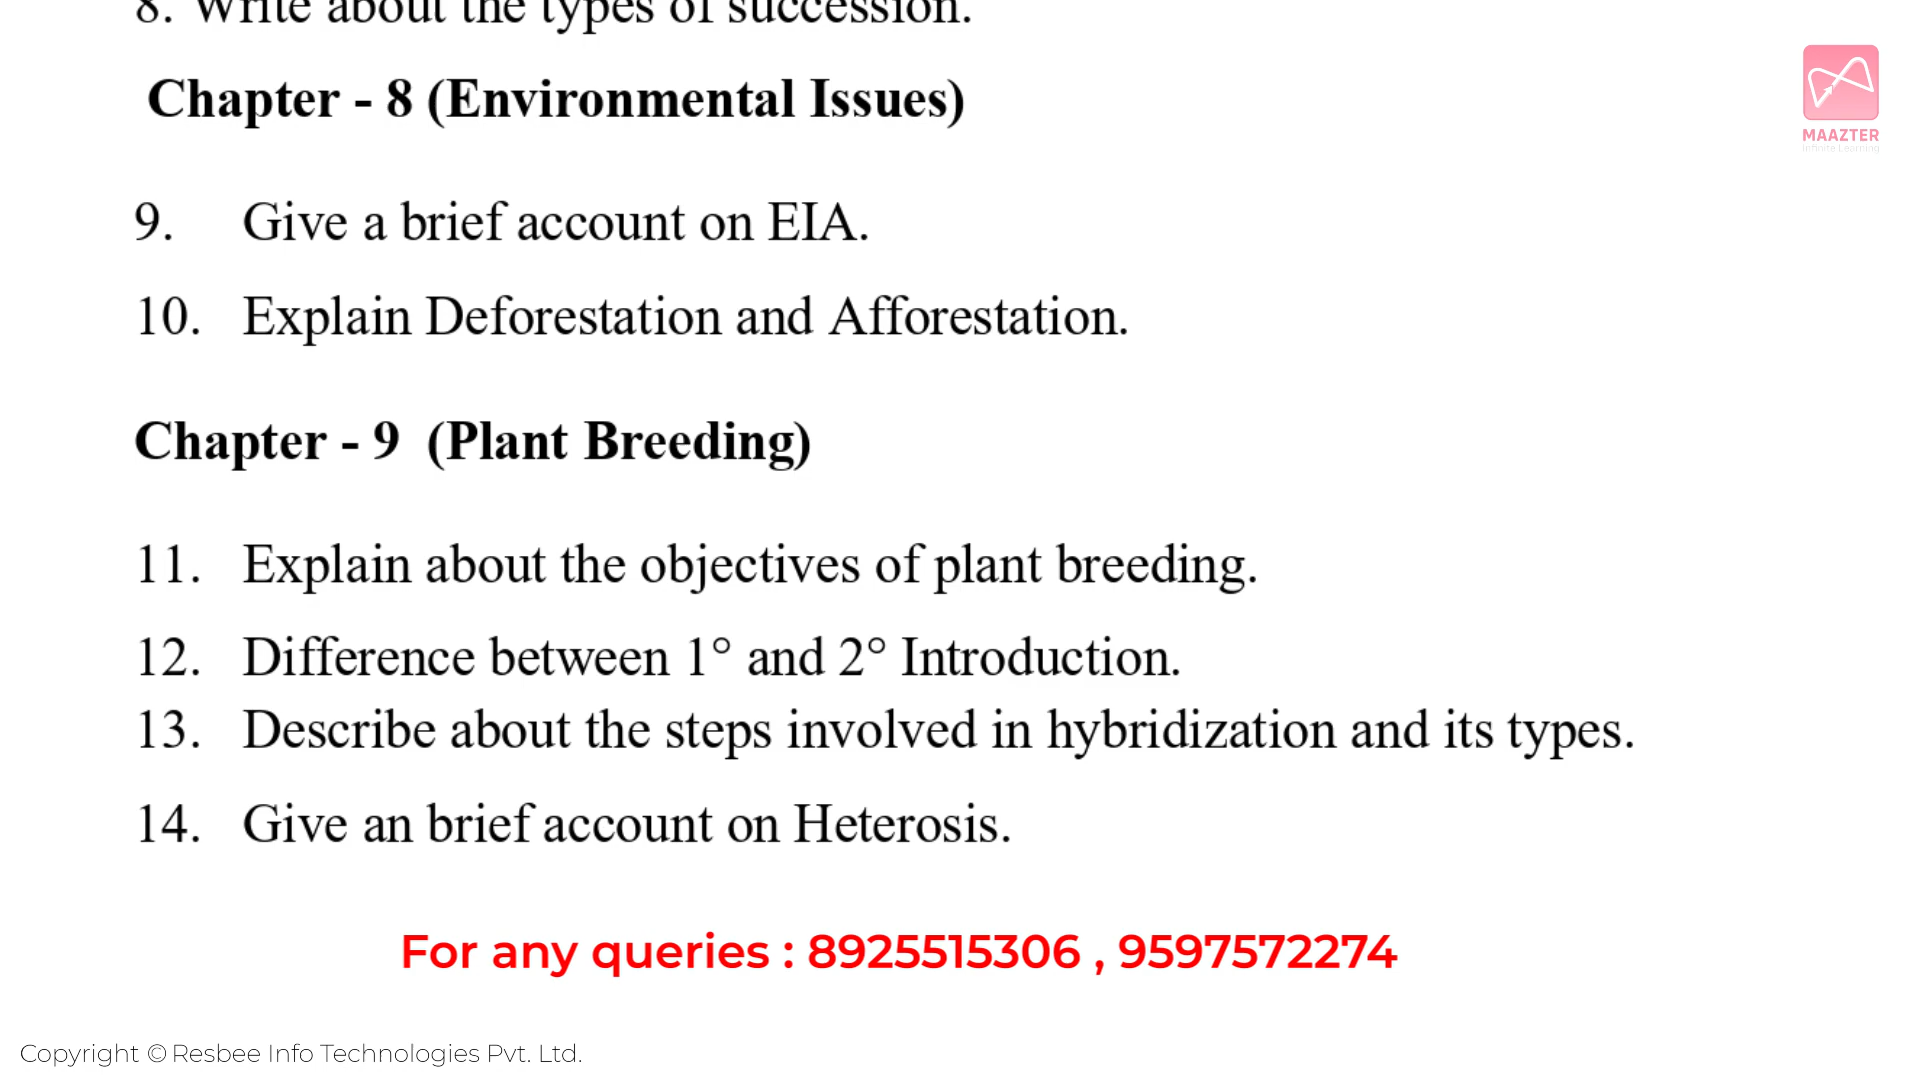 8. Write about the types of succession.
Chapter - 8 (Environmental Issues)
MAAZTER
Infinite Learning
9. Give a brief account on EIA.
10. Explain Deforestation and Afforestation.
Chapter - 9 (Plant Breeding)
11. Explain about the objectives of plant breeding.
12. Difference between 1° and 2° Introduction.
13. Describe about the steps involved in hybridization and its types.
14. Give an brief account on Heterosis.
For any queries : 8925515306 , 9597572274
Copyright © Resbee Info Technologies Pvt. Ltd.